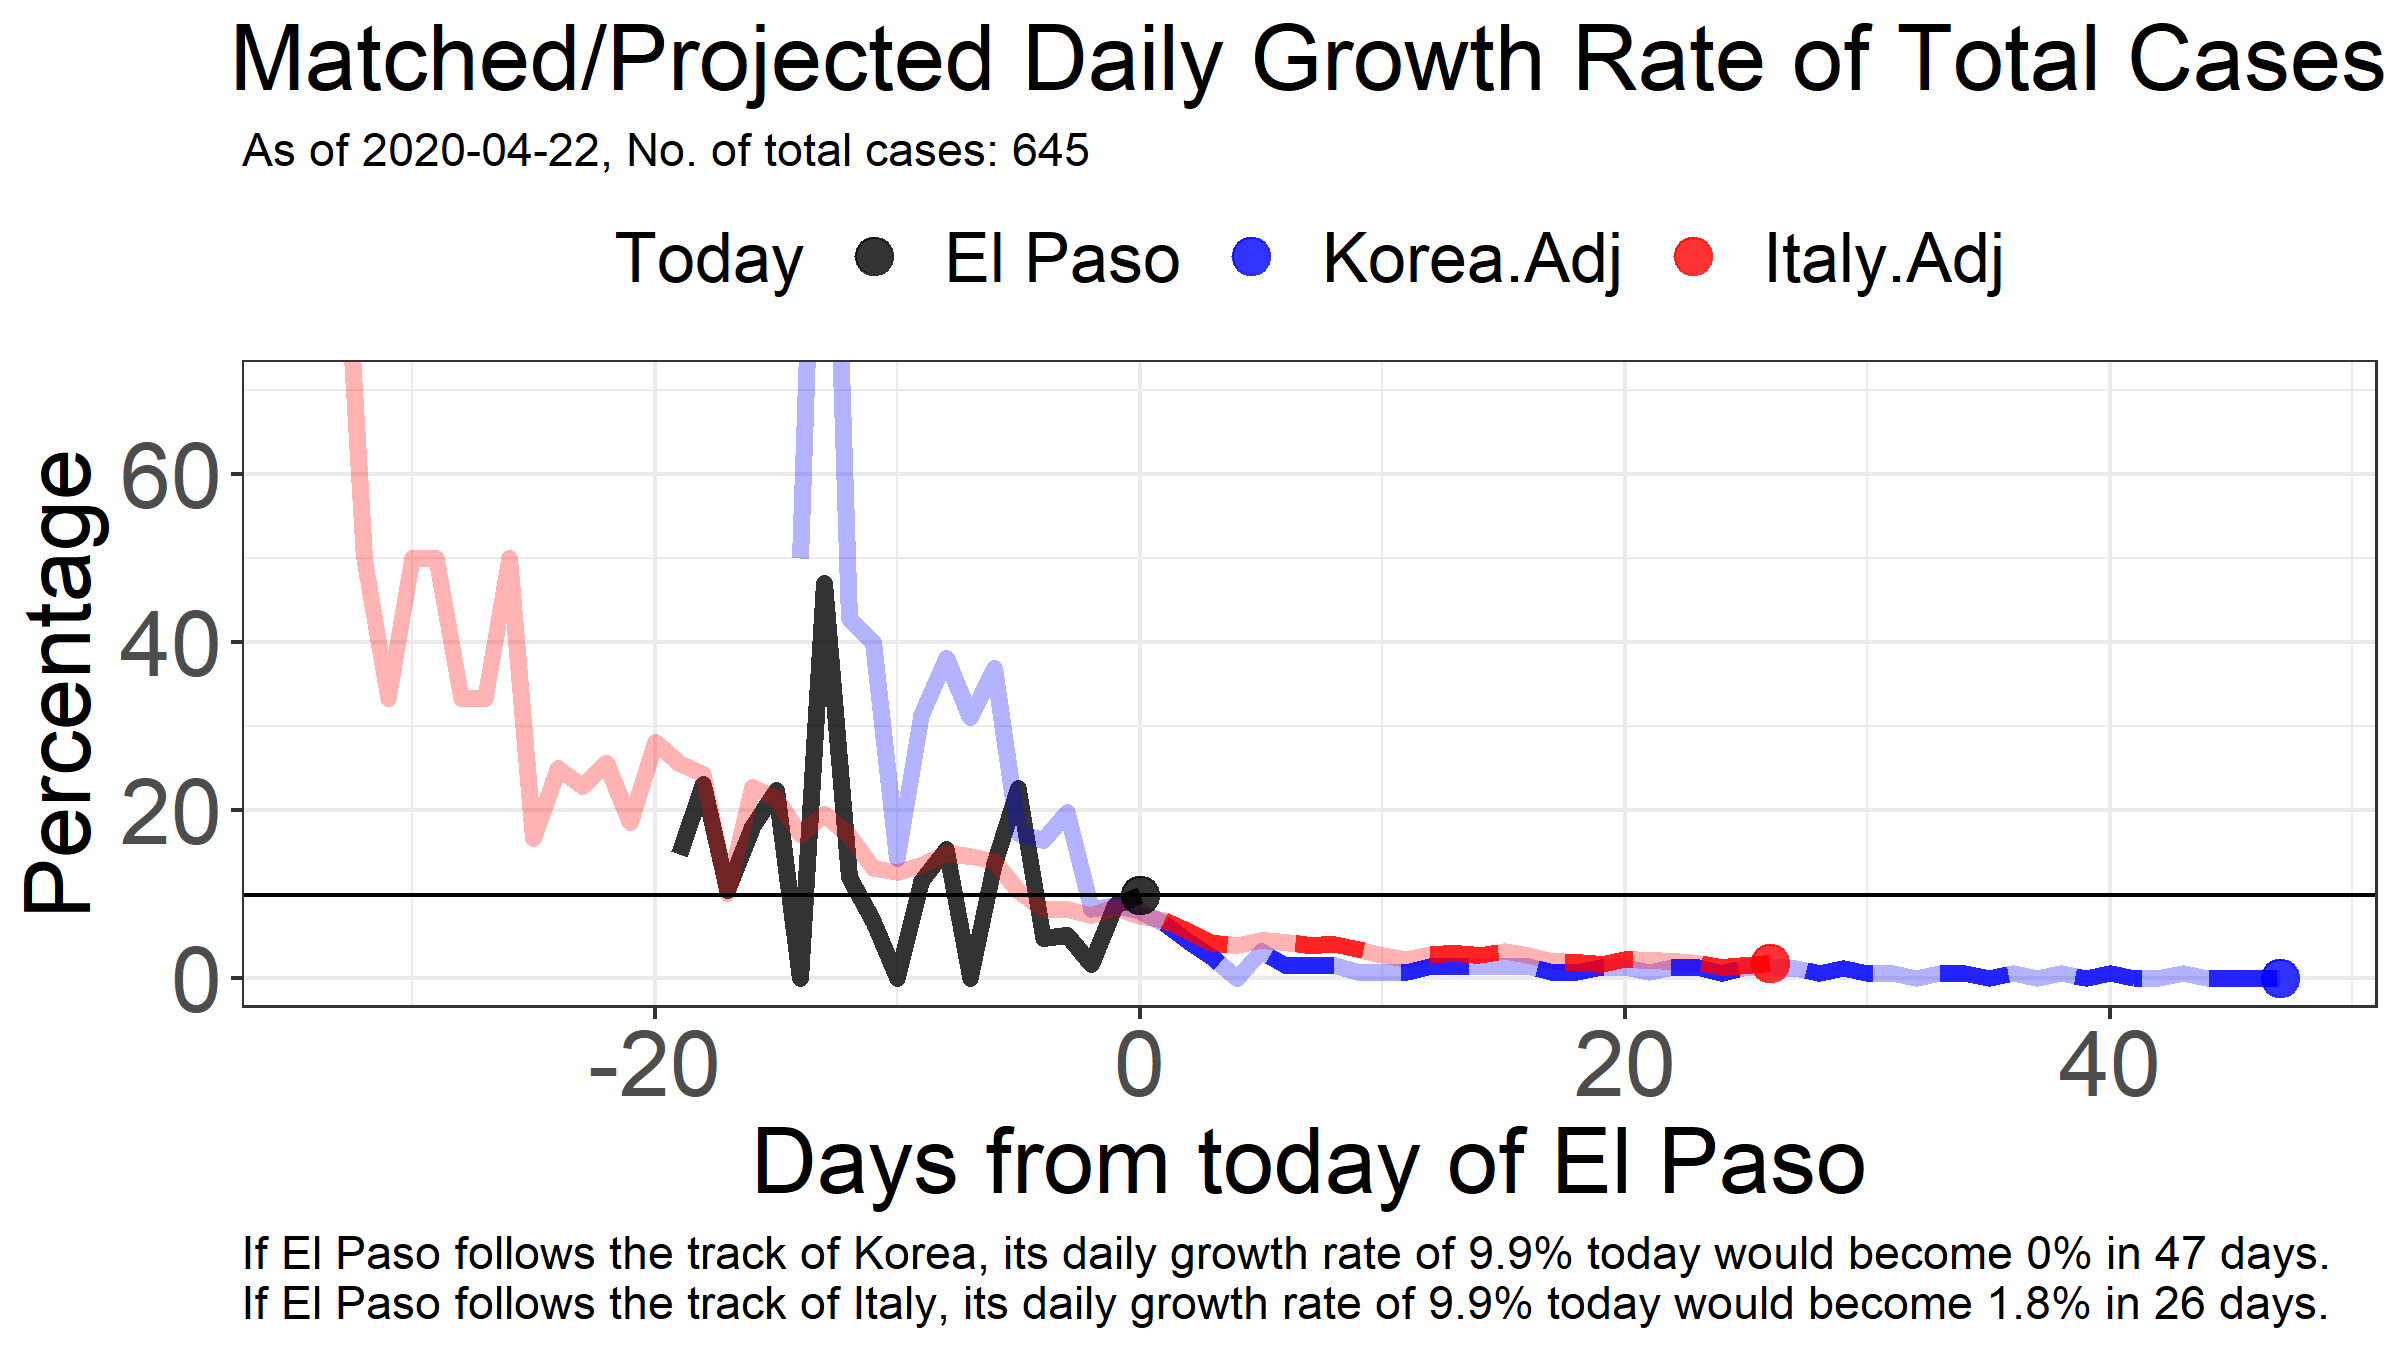 Matched/Projected Daily Growth Rate of Total Cases
As of 2020-04-22, No. of total cases: 645
Today El Paso Korea.Adj Italy.Adj
Percentage
60
40
20
0
-20 0 20 40
Days from today of El Paso
If El Paso follows the track of Korea, its daily growth rate of 9.9% today would become 0% in 47 days.
If El Paso follows the track of Italy, its daily growth rate of 9.9% today would become 1.8% in 26 days.